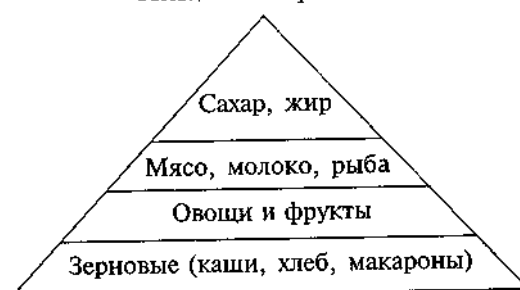 Сахар, жир
Мясо, молоко, рыба
Овощи и фрукты
Зерновые (каши, хлеб, макароны)